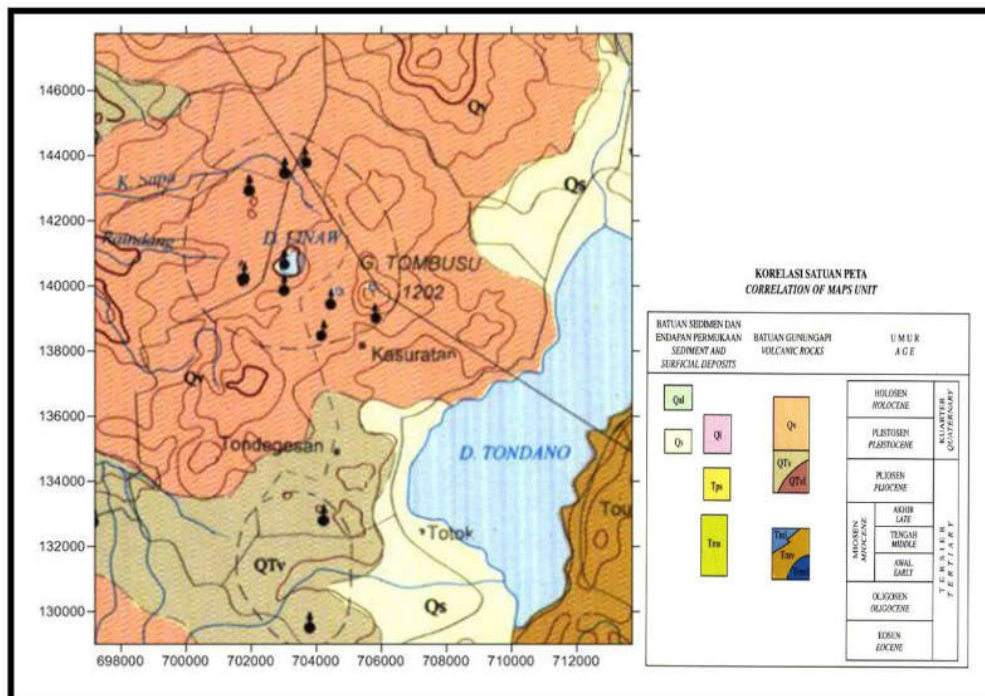 146000
144000
142000
140000
138000
136000
134000
132000
130000
698000 700000 702000 704000 706000 708000 710000 712000
Qv
K. Sapa
Qs
D. LINAW
G. TOMBUSU
1202
Kasuratan
Qv
Tondegesan
D. TONDANO
Totok
Tou
QTv
Qs
KORELASI SATUAN PETA
CORRELATION OF MAPS UNIT
BATUAN SEDIMEN DAN
ENDAPAN PERMUKAAN
SEDIMENT AND
SURFICIAL DEPOSITS
BATUAN GUNUNGAPI
VOLCANIC ROCKS
UMUR
AGE
Qal
Qs
Ql
Tps
Qv
QTv
QTvl
Tmv
HOLOSEN
HOLOCENE
PLISTOSEN
PLEISTOCENE
PLIOSEN
PLIOCENE
MIOSEN
MIOCENE
AKHIR
LATE
TENGAH
MIDDLE
AWAL
EARLY
OLIGOSEN
OLIGOCENE
EOSEN
EOCENE
KUARTER
QUATERNARY
TERSIER
TERTIARY